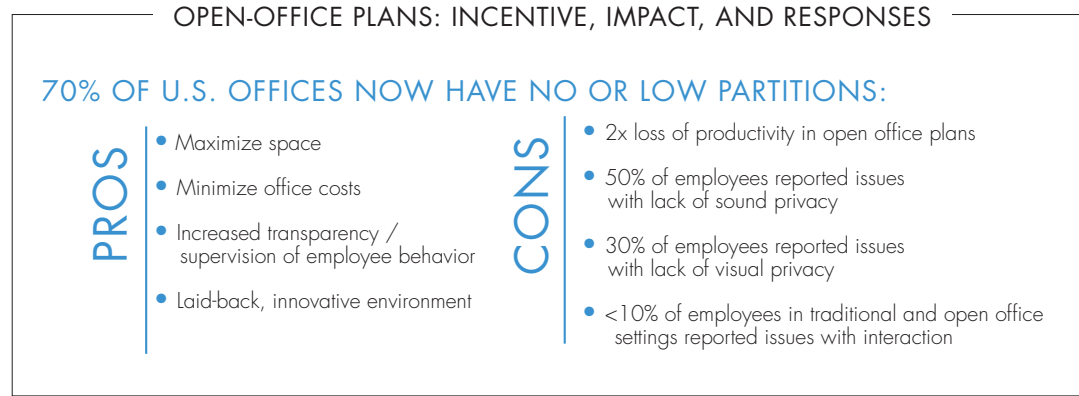 OPEN-OFFICE PLANS: INCENTIVE, IMPACT, AND RESPONSES
70% OF U.S. OFFICES NOW HAVE NO OR LOW PARTITIONS:
PROS
• Maximize space
• Minimize office costs
• Increased transparency /
supervision of employee behavior
• Laid-back, innovative environment
CONS
• 2x loss of productivity in open office plans
• 50% of employees reported issues
with lack of sound privacy
• 30% of employees reported issues
with lack of visual privacy
• <10% of employees in traditional and open office
settings reported issues with interaction